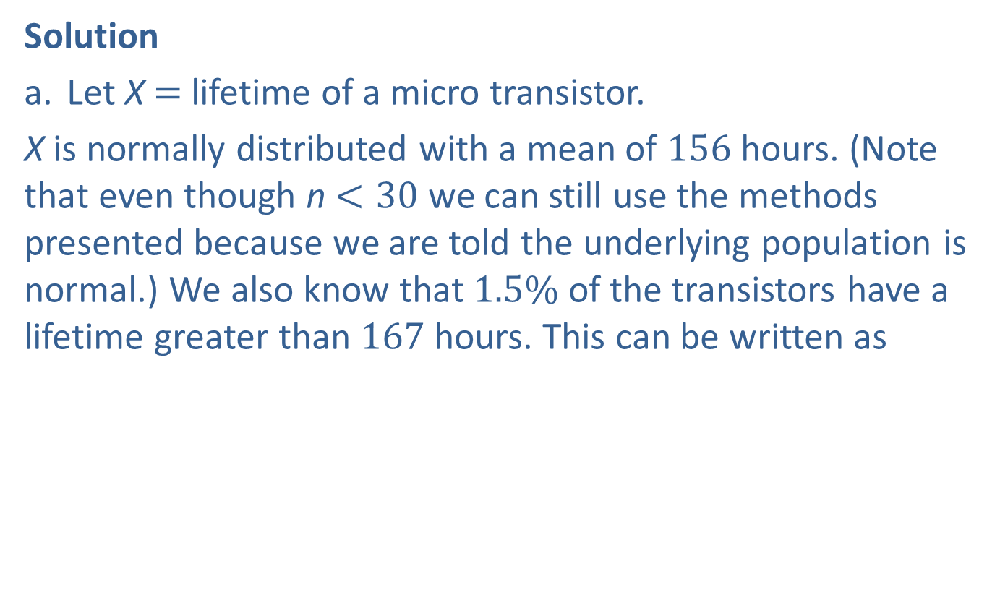 Solution
a. Let X = lifetime of a micro transistor.
X is normally distributed with a mean of 156 hours. (Note
that even though n < 30 we can still use the methods
presented because we are told the underlying population is
normal.) We also know that 1.5% of the transistors have a
lifetime greater than 167 hours. This can be written as